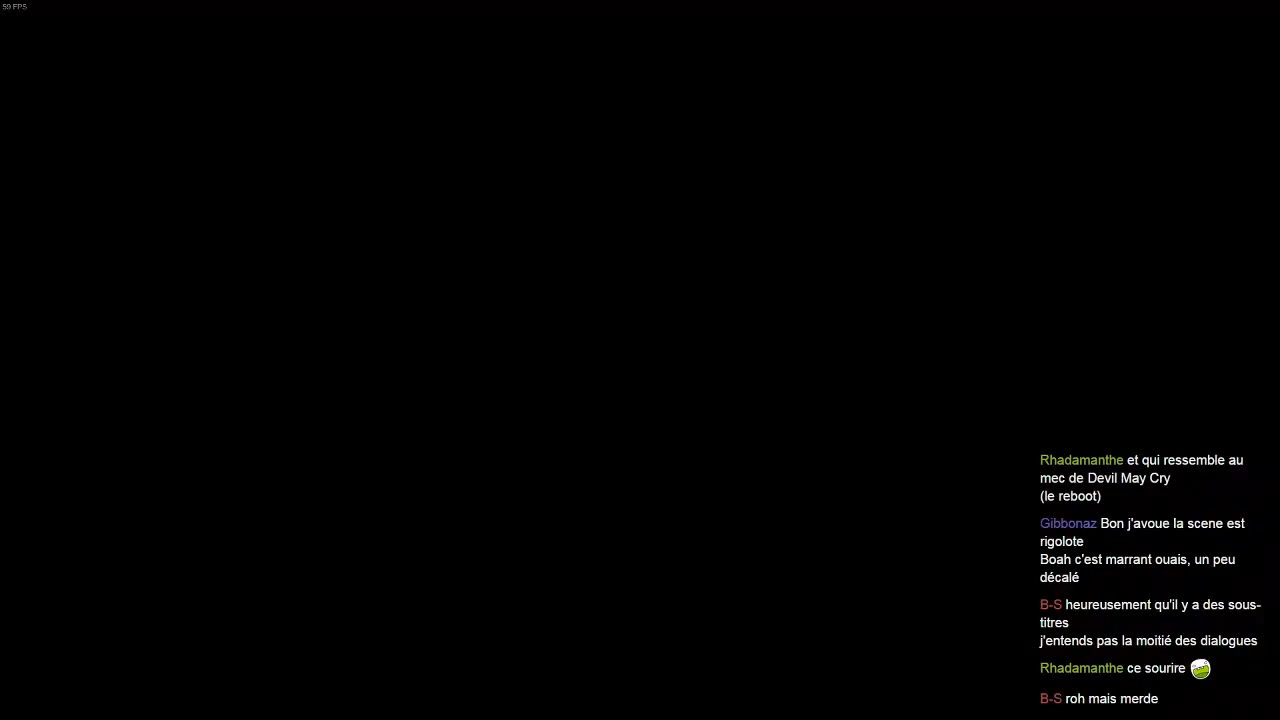 59 FPS
Rhadamanthe et qui ressemble au
mec de Devil May Cry
(le reboot)
Gibbonaz Bon j'avoue la scene est
rigolote
Boah c'est marrant ouais, un peu
décalé
B-S heureusement qu'il y a des sous-
titres
j'entends pas la moitié des dialogues
Rhadamanthe ce sourire
B-S roh mais merde